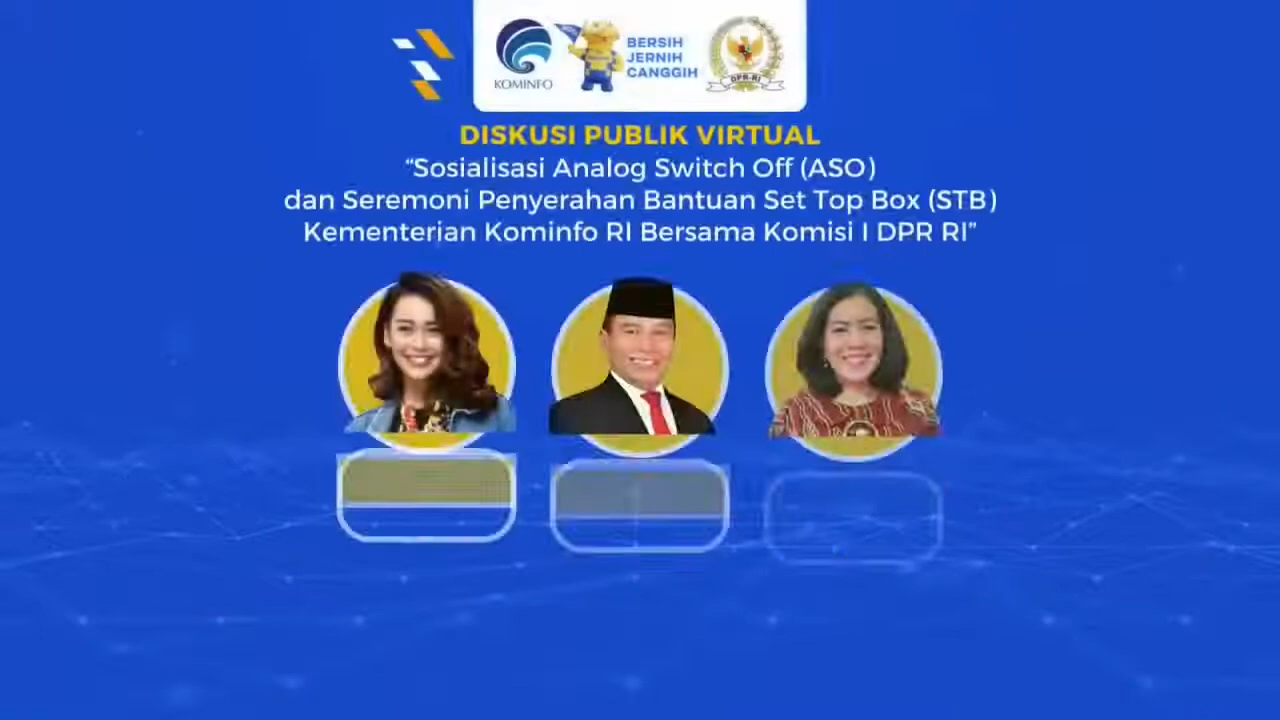 KOMINFO
BERSIH
JERNIH
CANGGIH
DPR-RI
DISKUSI PUBLIK VIRTUAL
“Sosialisasi Analog Switch Off (ASO)
dan Seremoni Penyerahan Bantuan Set Top Box (STB)
Kementerian Kominfo RI Bersama Komisi I DPR RI”